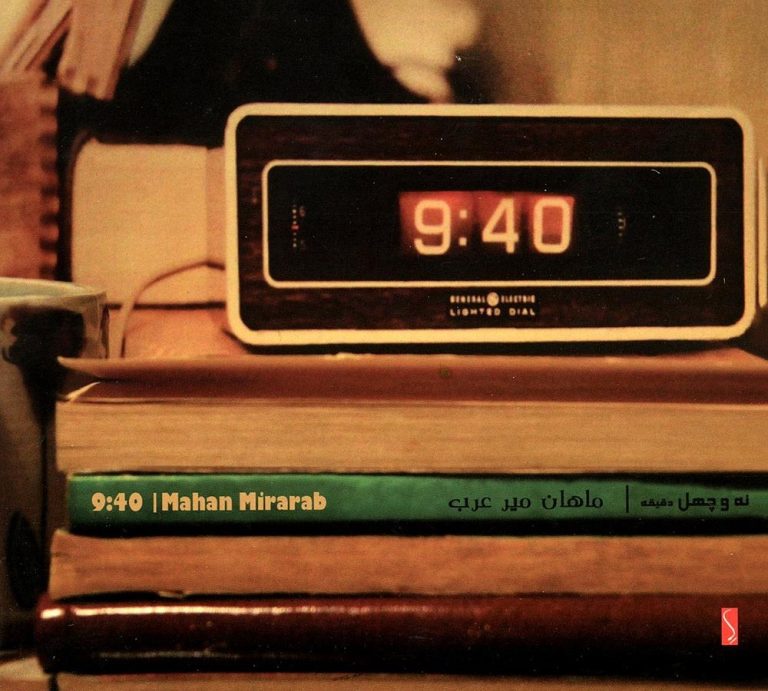 9:40
GENERAL ELECTRIC
LIGHTED DIAL
9:40 | Mahan Mirarab
نه و چهل دقیقه | ماهان میر عرب